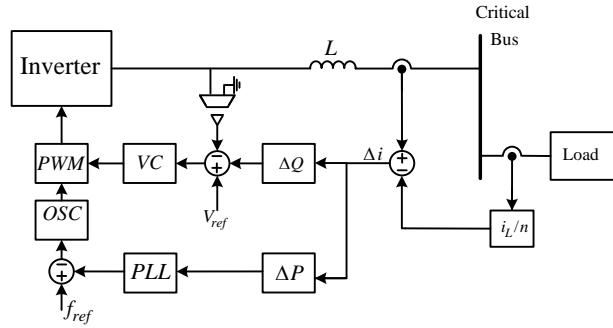 Critical
Bus
L
Inverter
Load
Δi
PWM
VC
ΔQ
OSC
V_ref
i_L/n
PLL
ΔP
f_ref